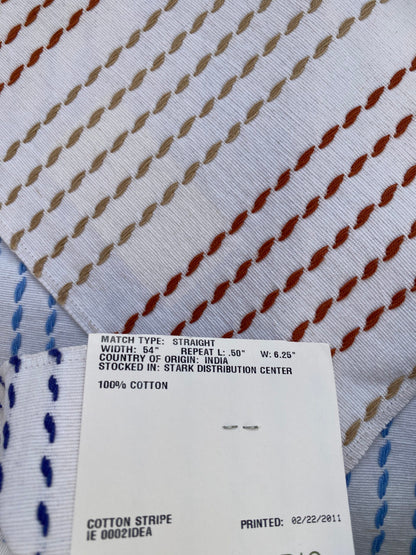 MATCH TYPE: STRAIGHT
WIDTH: 54" REPEAT L: .50" W: 6.25"
COUNTRY OF ORIGIN: INDIA
STOCKED IN: STARK DISTRIBUTION CENTER
100% COTTON
COTTON STRIPE PRINTED: 02/22/2011
IE 00021DEA